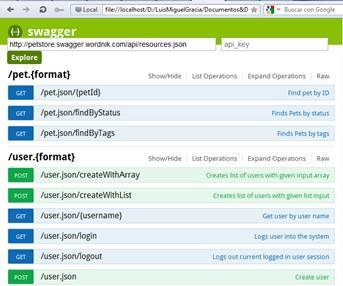 Local file:///localhost/D:/LuisMiguelGracia/Documentos&D Buscar con Google
{···} swagger
http://petstore.swagger.wordnik.com/api/resources.json api_key
Explore
/pet.{format} Show/Hide List Operations Expand Operations Raw
GET /pet.json/{petId} Find pet by ID
GET /pet.json/findByStatus Finds Pets by status
GET /pet.json/findByTags Finds Pets by tags
/user.{format} Show/Hide List Operations Expand Operations Raw
POST /user.json/createWithArray Creates list of users with given input array
POST /user.json/createWithList Creates list of users with given list input
GET /user.json/{username} Get user by user name
GET /user.json/login Logs user into the system
GET /user.json/logout Logs out current logged in user session
POST /user.json Create user